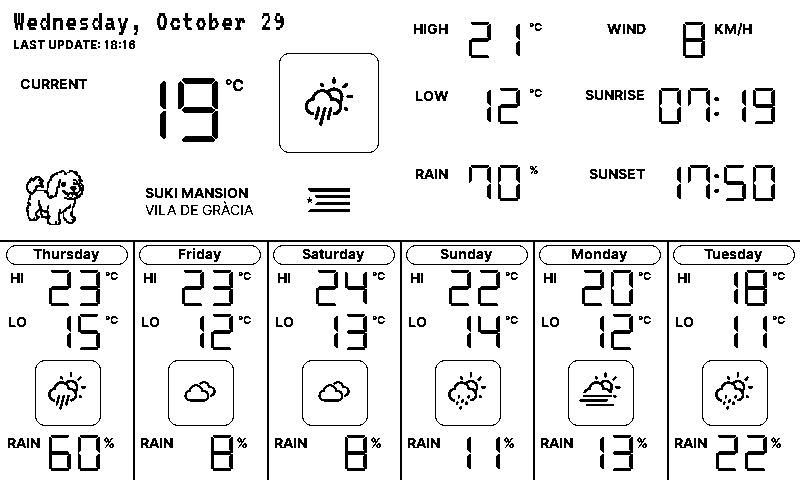 Wednesday, October 29
LAST UPDATE: 18:16
CURRENT 19 °C
HIGH 21 °C
WIND 8 KM/H
LOW 12 °C
SUNRISE 07:19
RAIN 70 %
SUNSET 17:50
SUKI MANSION
VILA DE GRÀCIA
Thursday
HI 23 °C
LO 15 °C
RAIN 60 %
Friday
HI 23 °C
LO 12 °C
RAIN 8 %
Saturday
HI 24 °C
LO 13 °C
RAIN 8 %
Sunday
HI 22 °C
LO 14 °C
RAIN 11 %
Monday
HI 20 °C
LO 12 °C
RAIN 13 %
Tuesday
HI 18 °C
LO 11 °C
RAIN 22 %